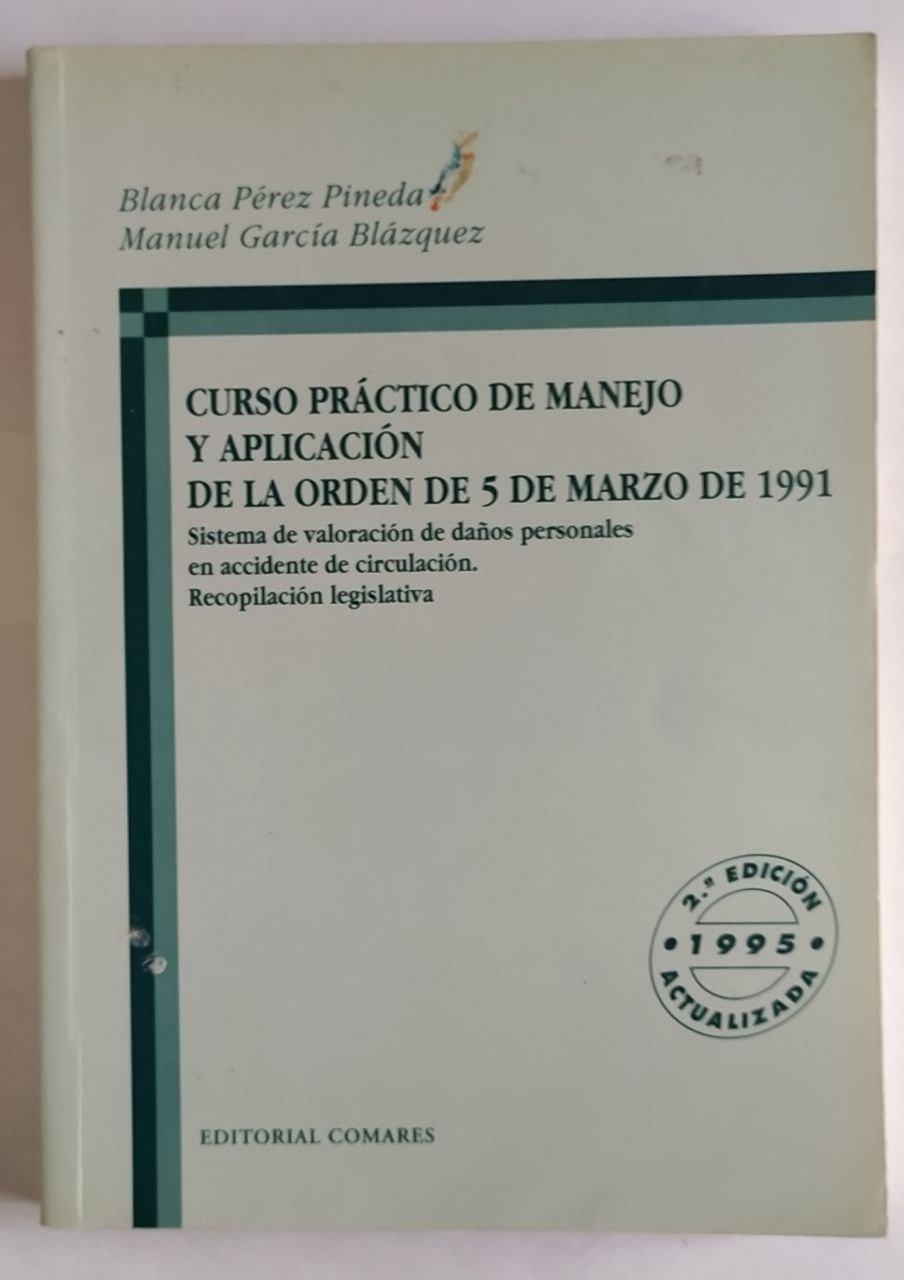 Blanca Pérez Pineda
Manuel García Blázquez
CURSO PRÁCTICO DE MANEJO
Y APLICACIÓN
DE LA ORDEN DE 5 DE MARZO DE 1991
Sistema de valoración de daños personales
en accidente de circulación.
Recopilación legislativa
2.ª EDICIÓN
• 1995 •
ACTUALIZADA
EDITORIAL COMARES